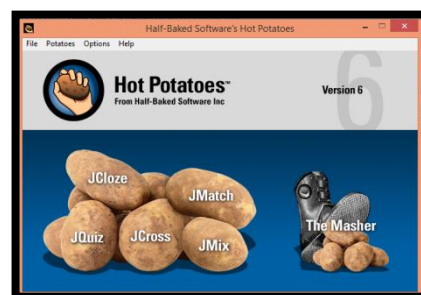 Half-Baked Software's Hot Potatoes
File Potatoes Options Help
6
Hot Potatoes™
From Half-Baked Software Inc
Version 6
JCloze
JMatch
JQuiz
JCross
JMix
The Masher